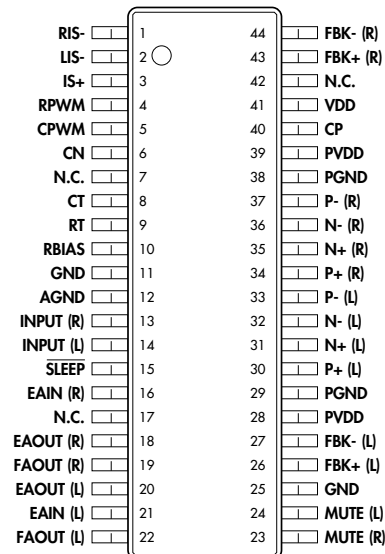 RIS- 1 44 FBK- (R)
LIS- 2 43 FBK+ (R)
IS+ 3 42 N.C.
RPWM 4 41 VDD
CPWM 5 40 CP
CN 6 39 PVDD
N.C. 7 38 PGND
CT 8 37 P- (R)
RT 9 36 N- (R)
RBIAS 10 35 N+ (R)
GND 11 34 P+ (R)
AGND 12 33 P- (L)
INPUT (R) 13 32 N- (L)
INPUT (L) 14 31 N+ (L)
SLEEP 15 30 P+ (L)
EAIN (R) 16 29 PGND
N.C. 17 28 PVDD
EAOUT (R) 18 27 FBK- (L)
FAOUT (R) 19 26 FBK+ (L)
EAOUT (L) 20 25 GND
EAIN (L) 21 24 MUTE (L)
FAOUT (L) 22 23 MUTE (R)